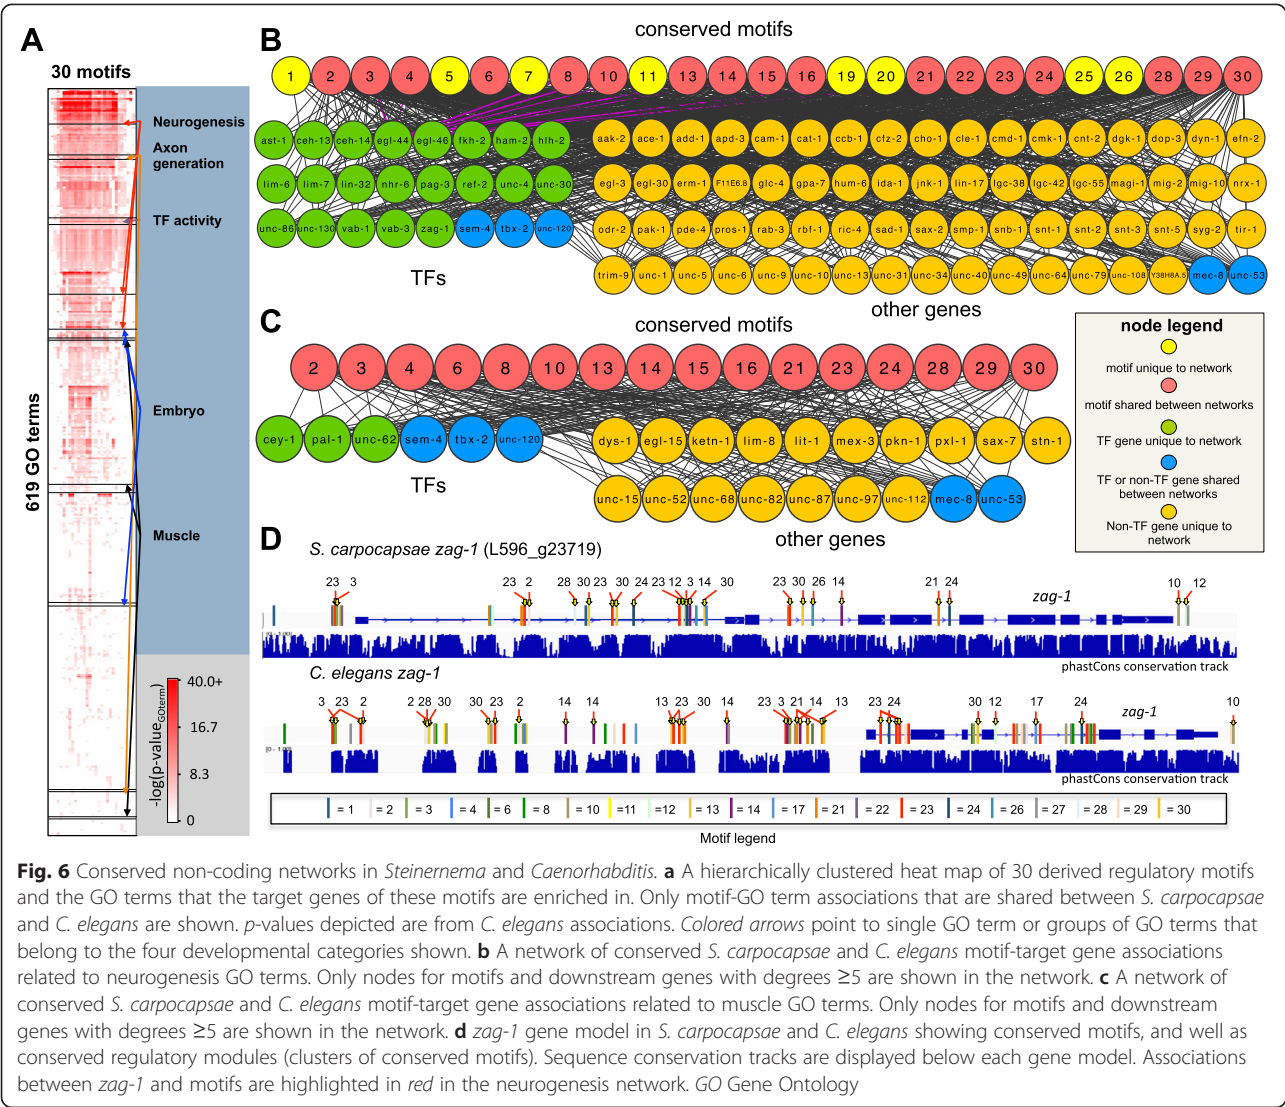 A
30 motifs
619 GO terms
Neurogenesis
Axon
generation
TF activity
Embryo
Muscle
-log(p-valueGOterm)
40.0+
16.7
8.3
0
B
conserved motifs
1 2 3 4 5 6 7 8 10 11 13 14 15 16 19 20 21 22 23 24 25 26 28 29 30
ast-1 ceh-13 ceh-14 egl-44 egl-46 fkh-2 ham-2 hlh-2
lim-6 lim-7 lin-32 nhr-6 pag-3 ref-2 unc-4 unc-30
unc-86 unc-130 vab-1 vab-3 zag-1 sem-4 tbx-2 unc-120
TFs
aak-2 ace-1 add-1 apd-3 cam-1 cat-1 ccb-1 cfz-2 cho-1 cle-1 cmd-1 cmk-1 cnt-2 dgk-1 dop-3 dyn-1 efn-2
egl-3 egl-30 erm-1 F11E6.8 glc-4 gpa-7 hum-6 ida-1 jnk-1 lin-17 lgc-38 lgc-42 lgc-55 magi-1 mig-2 mig-10 nrx-1
odr-2 pak-1 pde-4 pros-1 rab-3 rbf-1 ric-4 sad-1 sax-2 smp-1 snb-1 snt-1 snt-2 snt-3 snt-5 syg-2 tir-1
trim-9 unc-1 unc-5 unc-6 unc-9 unc-10 unc-13 unc-31 unc-34 unc-40 unc-49 unc-64 unc-79 unc-108 Y38H8A.5 mec-8 unc-53
other genes
C
conserved motifs
2 3 4 6 8 10 13 14 15 16 21 23 24 28 29 30
cey-1 pal-1 unc-62 sem-4 tbx-2 unc-120
TFs
dys-1 egl-15 ketn-1 lim-8 lit-1 mex-3 pkn-1 pxl-1 sax-7 stn-1
unc-15 unc-52 unc-68 unc-82 unc-87 unc-97 unc-112 mec-8 unc-53
other genes
node legend
motif unique to network
motif shared between networks
TF gene unique to network
TF or non-TF gene shared
between networks
Non-TF gene unique to
network
D
S. carpocapsae zag-1 (L596_g23719)
23 3 23 2 28 30 23 30 24 23 12 3 14 30 23 30 26 14 21 24 10 12
zag-1
phastCons conservation track
C. elegans zag-1
3 23 2 2 28 30 30 23 2 14 14 13 23 30 14 23 3 21 14 13 23 24 30 12 17 24 10
zag-1
[0 - 1.00]
phastCons conservation track
= 1 = 2 = 3 = 4 = 6 = 8 = 10 =11 =12 = 13 = 14 = 17 = 21 = 22 = 23 = 24 = 26 = 27 = 28 = 29 = 30
Motif legend
Fig. 6 Conserved non-coding networks in Steinernema and Caenorhabditis. a A hierarchically clustered heat map of 30 derived regulatory motifs
and the GO terms that the target genes of these motifs are enriched in. Only motif-GO term associations that are shared between S. carpocapsae
and C. elegans are shown. p-values depicted are from C. elegans associations. Colored arrows point to single GO term or groups of GO terms that
belong to the four developmental categories shown. b A network of conserved S. carpocapsae and C. elegans motif-target gene associations
related to neurogenesis GO terms. Only nodes for motifs and downstream genes with degrees ≥5 are shown in the network. c A network of
conserved S. carpocapsae and C. elegans motif-target gene associations related to muscle GO terms. Only nodes for motifs and downstream
genes with degrees ≥5 are shown in the network. d zag-1 gene model in S. carpocapsae and C. elegans showing conserved motifs, and well as
conserved regulatory modules (clusters of conserved motifs). Sequence conservation tracks are displayed below each gene model. Associations
between zag-1 and motifs are highlighted in red in the neurogenesis network. GO Gene Ontology